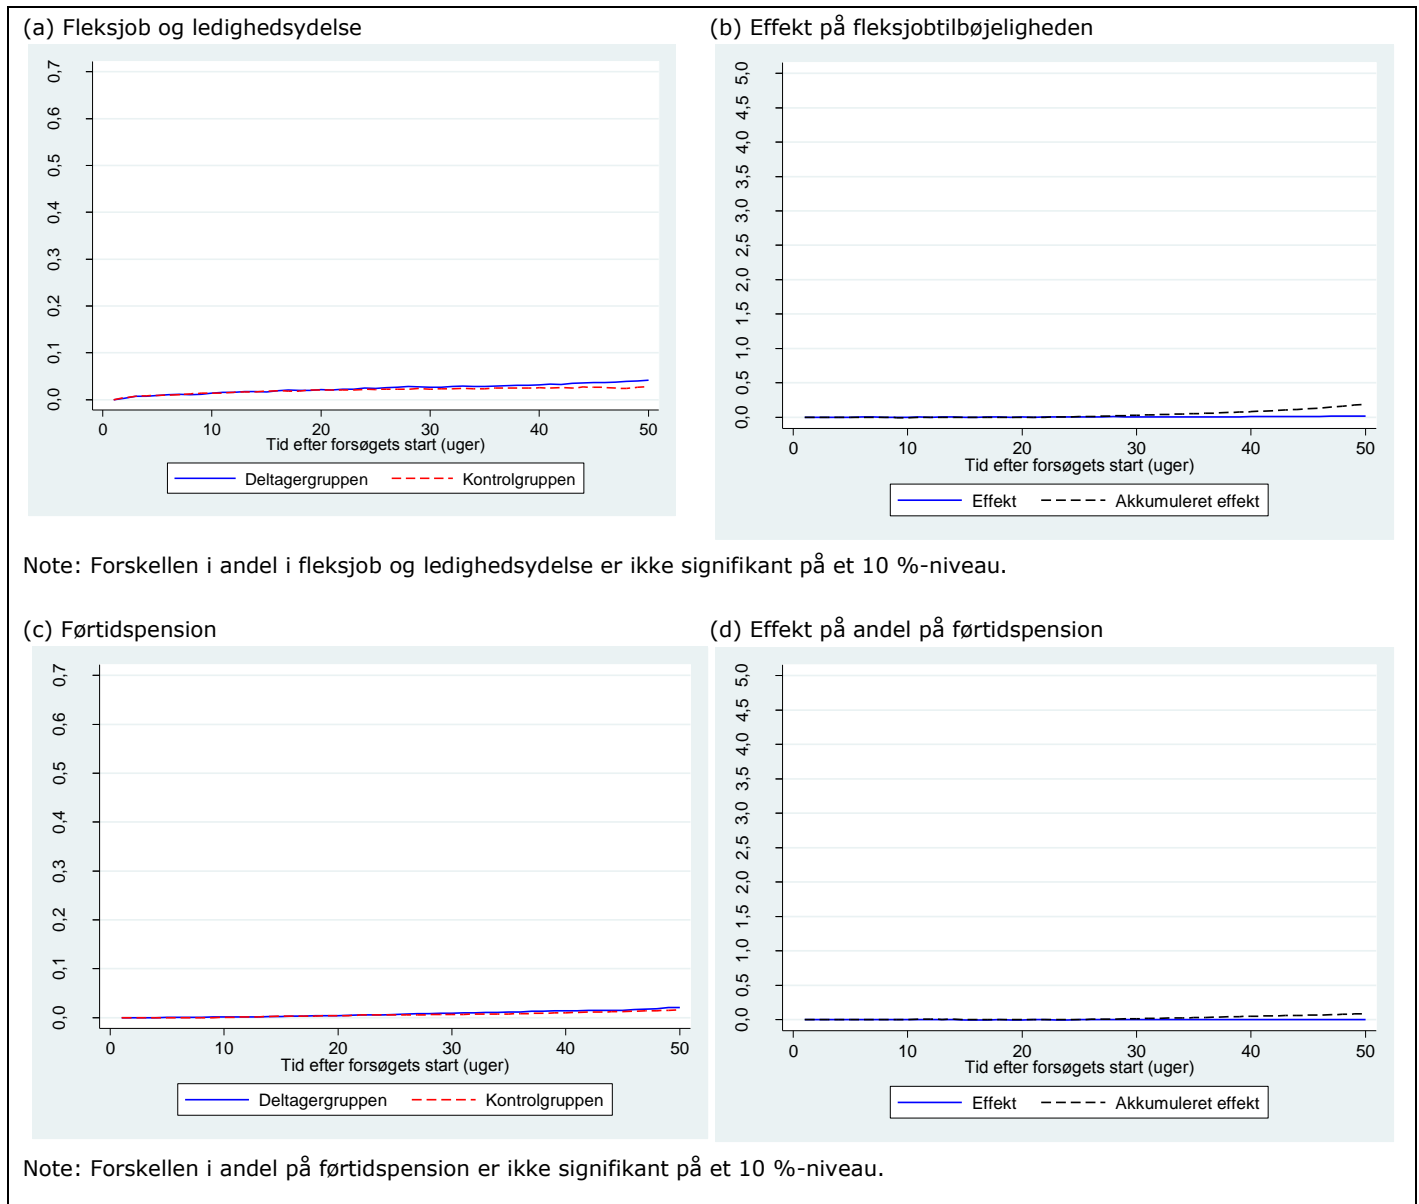 (a) Fleksjob og ledighedsydelse
0,7
0,6
0,5
0,4
0,3
0,2
0,1
0,0
0 10 20 30 40 50
Tid efter forsøgets start (uger)
Deltagergruppen Kontrolgruppen
(b) Effekt på fleksjobtilbøjeligheden
5,0
4,5
4,0
3,5
3,0
2,5
2,0
1,5
1,0
0,5
0,0
0 10 20 30 40 50
Tid efter forsøgets start (uger)
Effekt Akkumuleret effekt
Note: Forskellen i andel i fleksjob og ledighedsydelse er ikke signifikant på et 10 %-niveau.
(c) Førtidspension
0,7
0,6
0,5
0,4
0,3
0,2
0,1
0,0
0 10 20 30 40 50
Tid efter forsøgets start (uger)
Deltagergruppen Kontrolgruppen
(d) Effekt på andel på førtidspension
5,0
4,5
4,0
3,5
3,0
2,5
2,0
1,5
1,0
0,5
0,0
0 10 20 30 40 50
Tid efter forsøgets start (uger)
Effekt Akkumuleret effekt
Note: Forskellen i andel på førtidspension er ikke signifikant på et 10 %-niveau.